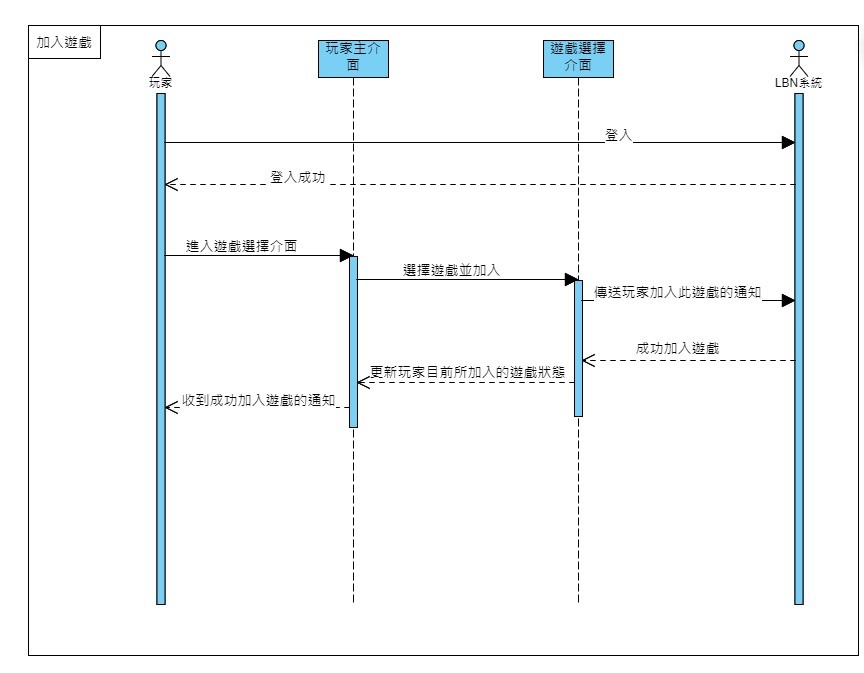 加入遊戲
玩家主介
面
遊戲選擇
介面
玩家
LBN系統
登入
登入成功
進入遊戲選擇介面
選擇遊戲並加入
傳送玩家加入此遊戲的通知
成功加入遊戲
更新玩家目前所加入的遊戲狀態
收到成功加入遊戲的通知